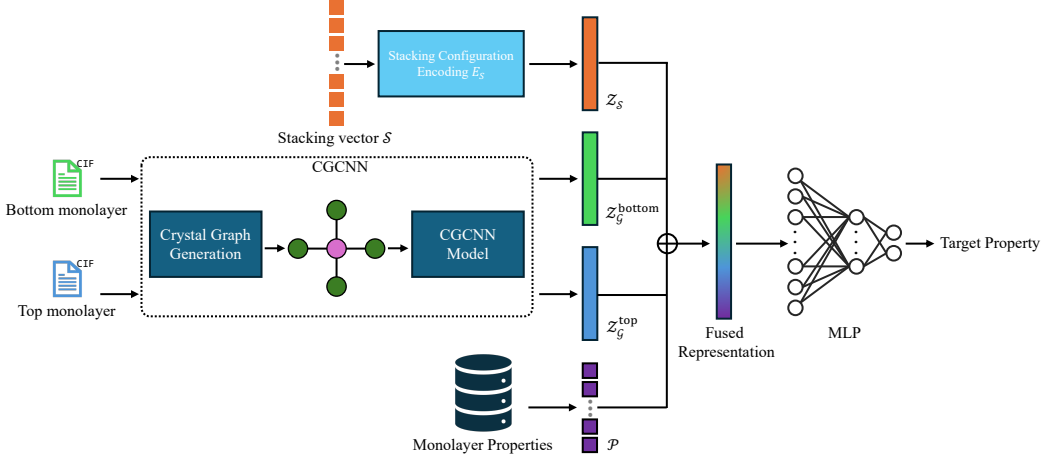 Stacking Configuration
Encoding E_S
Z_S
Stacking vector S
CGCNN
CIF
Bottom monolayer
Z_G^bottom
Crystal Graph
Generation
CGCNN
Model
Target Property
CIF
Top monolayer
Z_G^top
Fused
Representation
MLP
Monolayer Properties
P